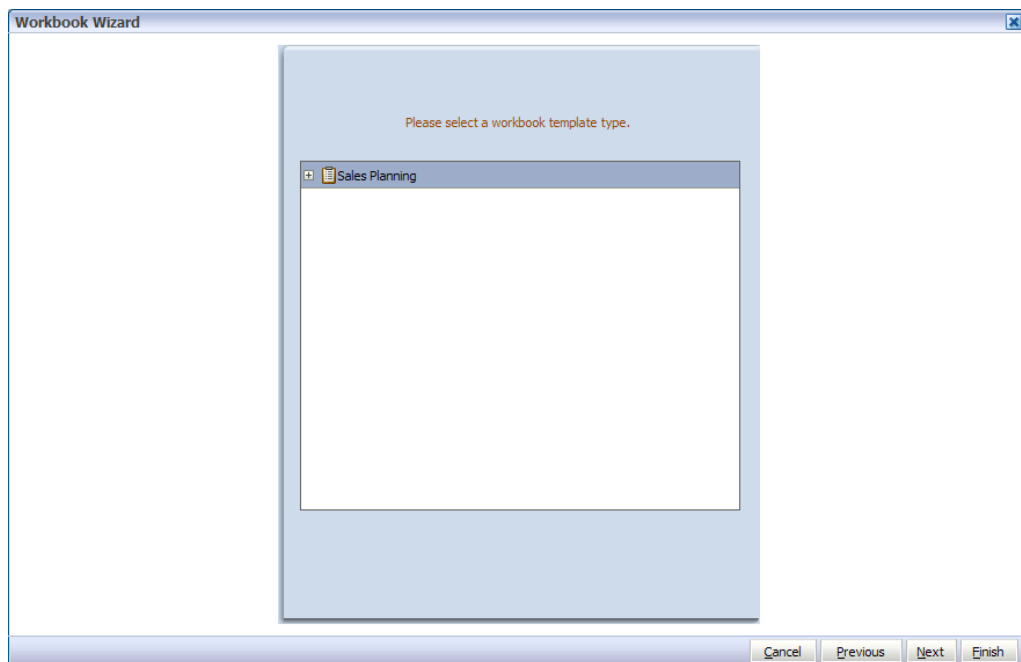 Workbook Wizard
Please select a workbook template type.
Sales Planning
Cancel Previous Next Finish